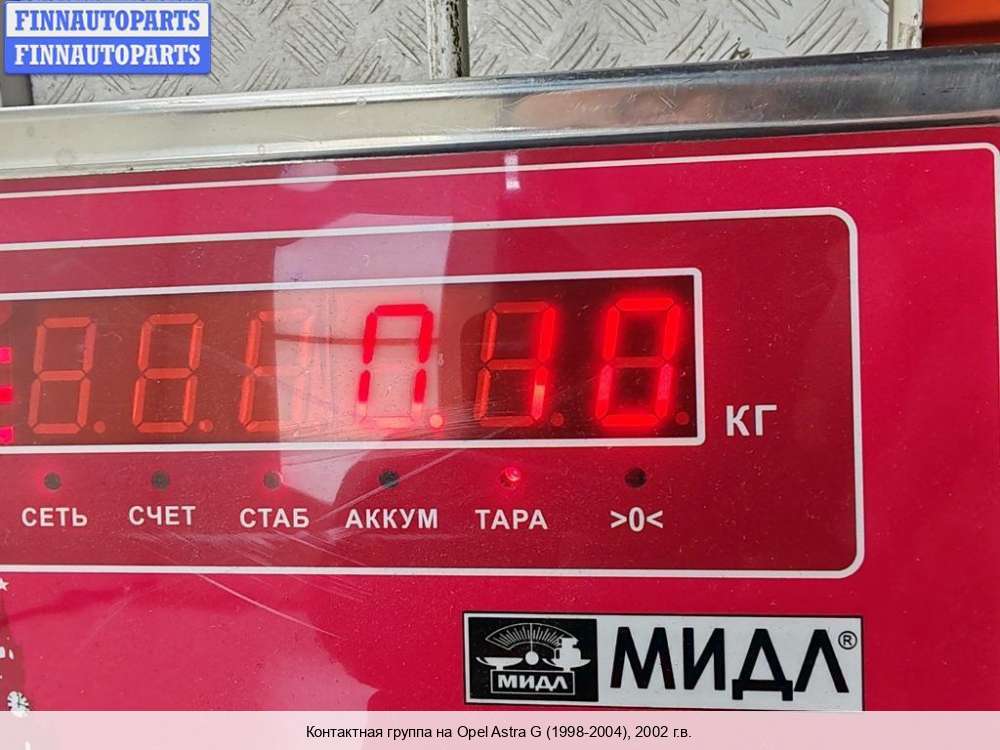 FINNAUTOPARTS
FINNAUTOPARTS
0.10
КГ
СЕТЬ СЧЕТ СТАБ АККУМ ТАРА >0<
МИДЛ МИДЛ®
Контактная группа на Opel Astra G (1998-2004), 2002 г.в.